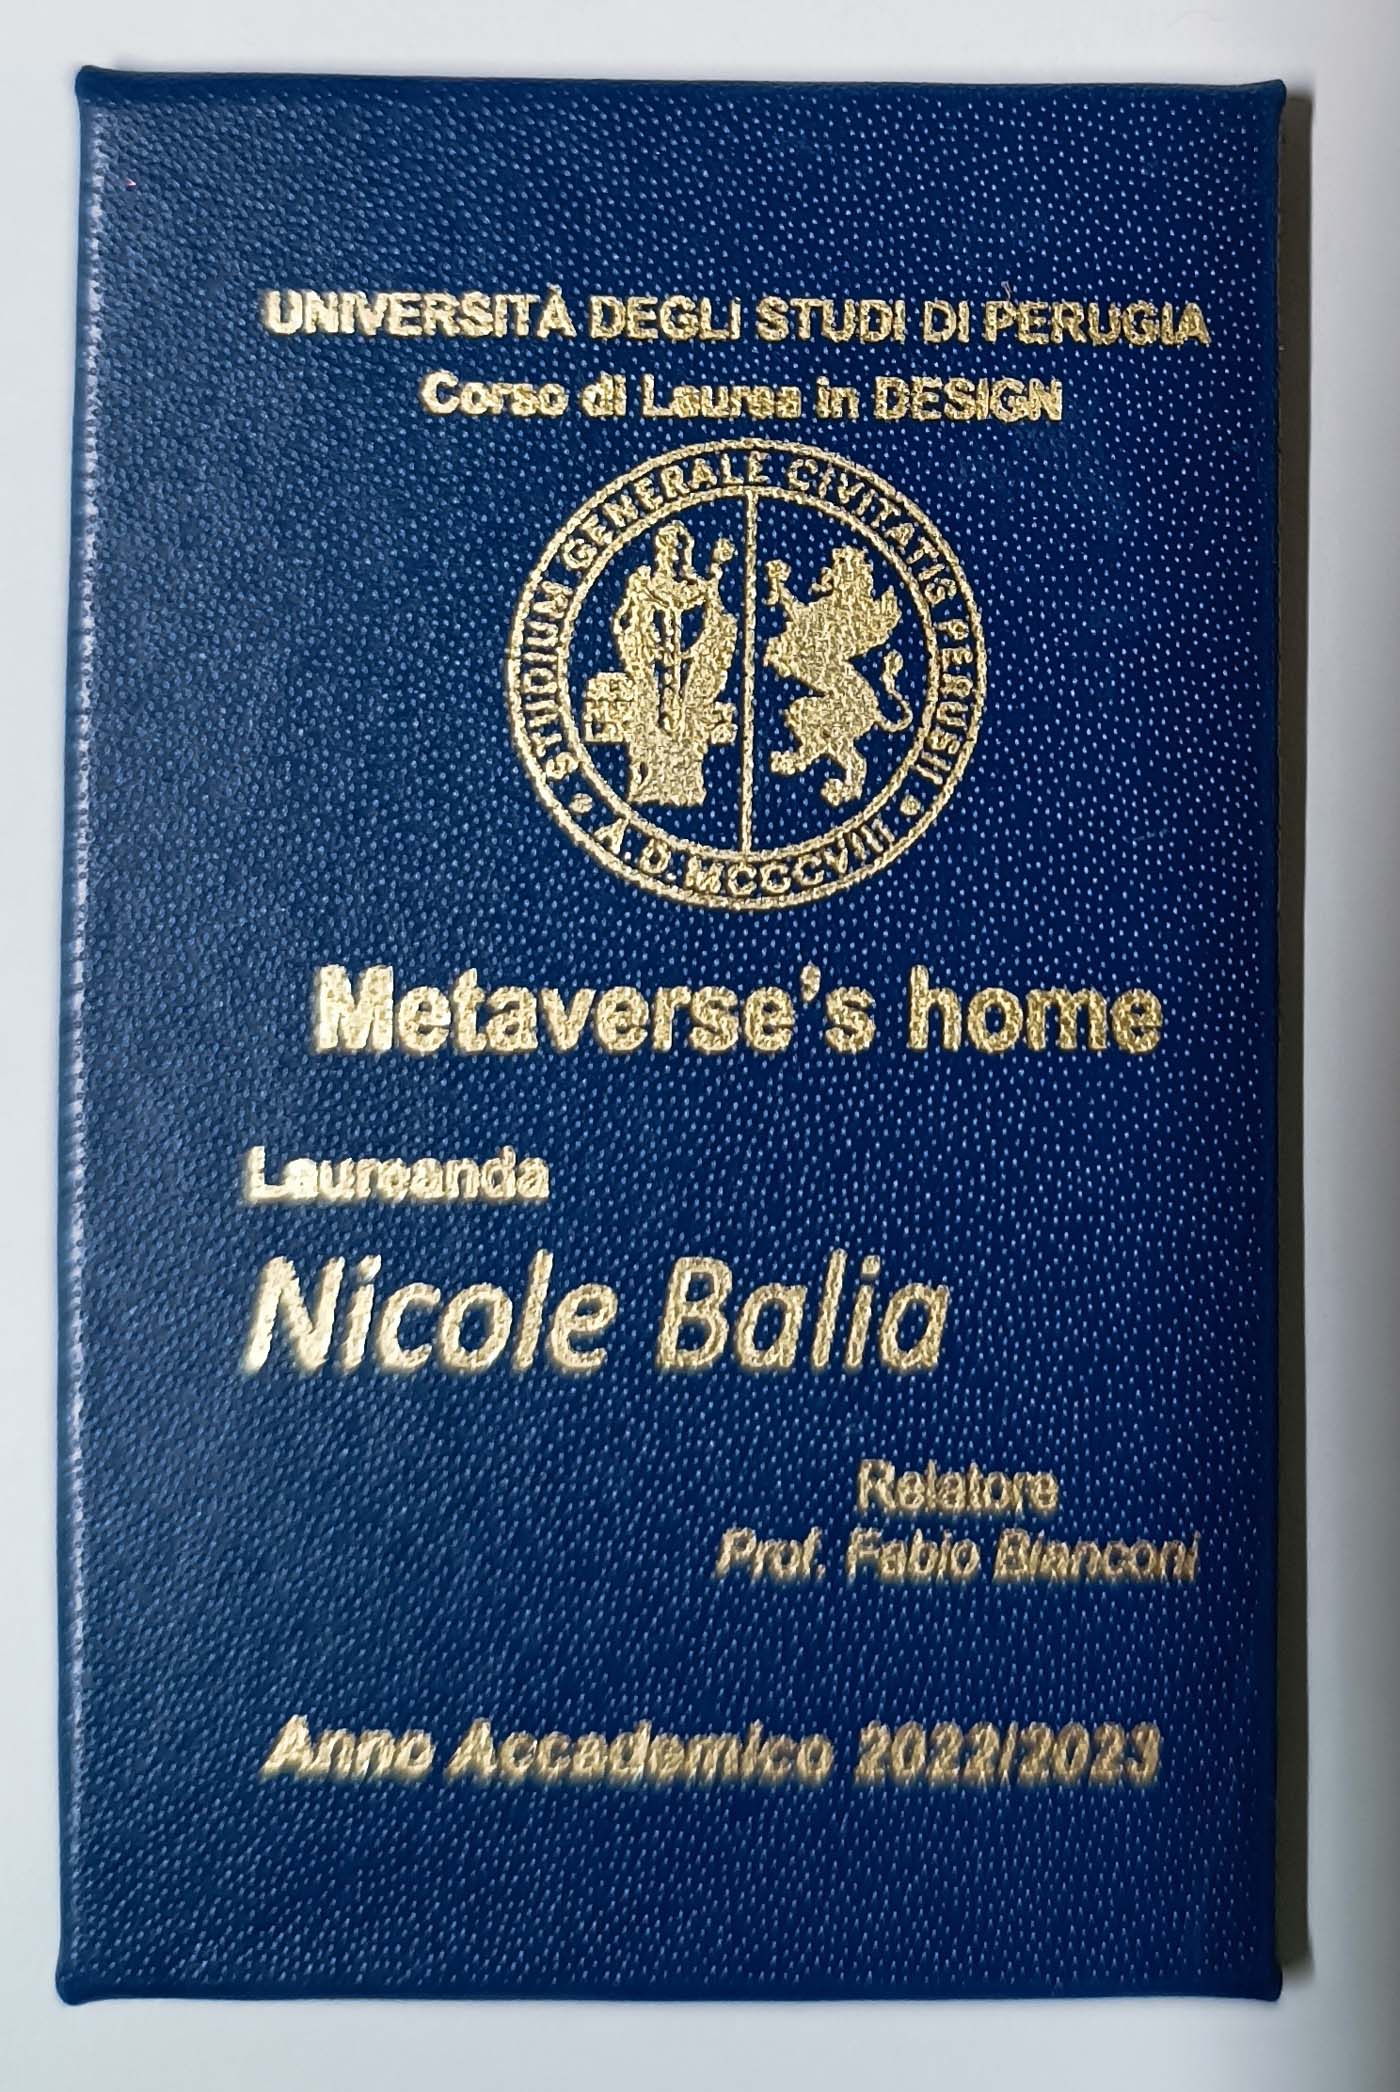 UNIVERSITÀ DEGLI STUDI DI PERUGIA
Corso di Laurea in DESIGN
STUDIUM GENERALE CIVITATIS PERUSII
A.D. MCCCVIII
Metaverse's home
Laureanda
Nicole Balia
Relatore
Prof. Fabio Bianconi
Anno Accademico 2022/2023